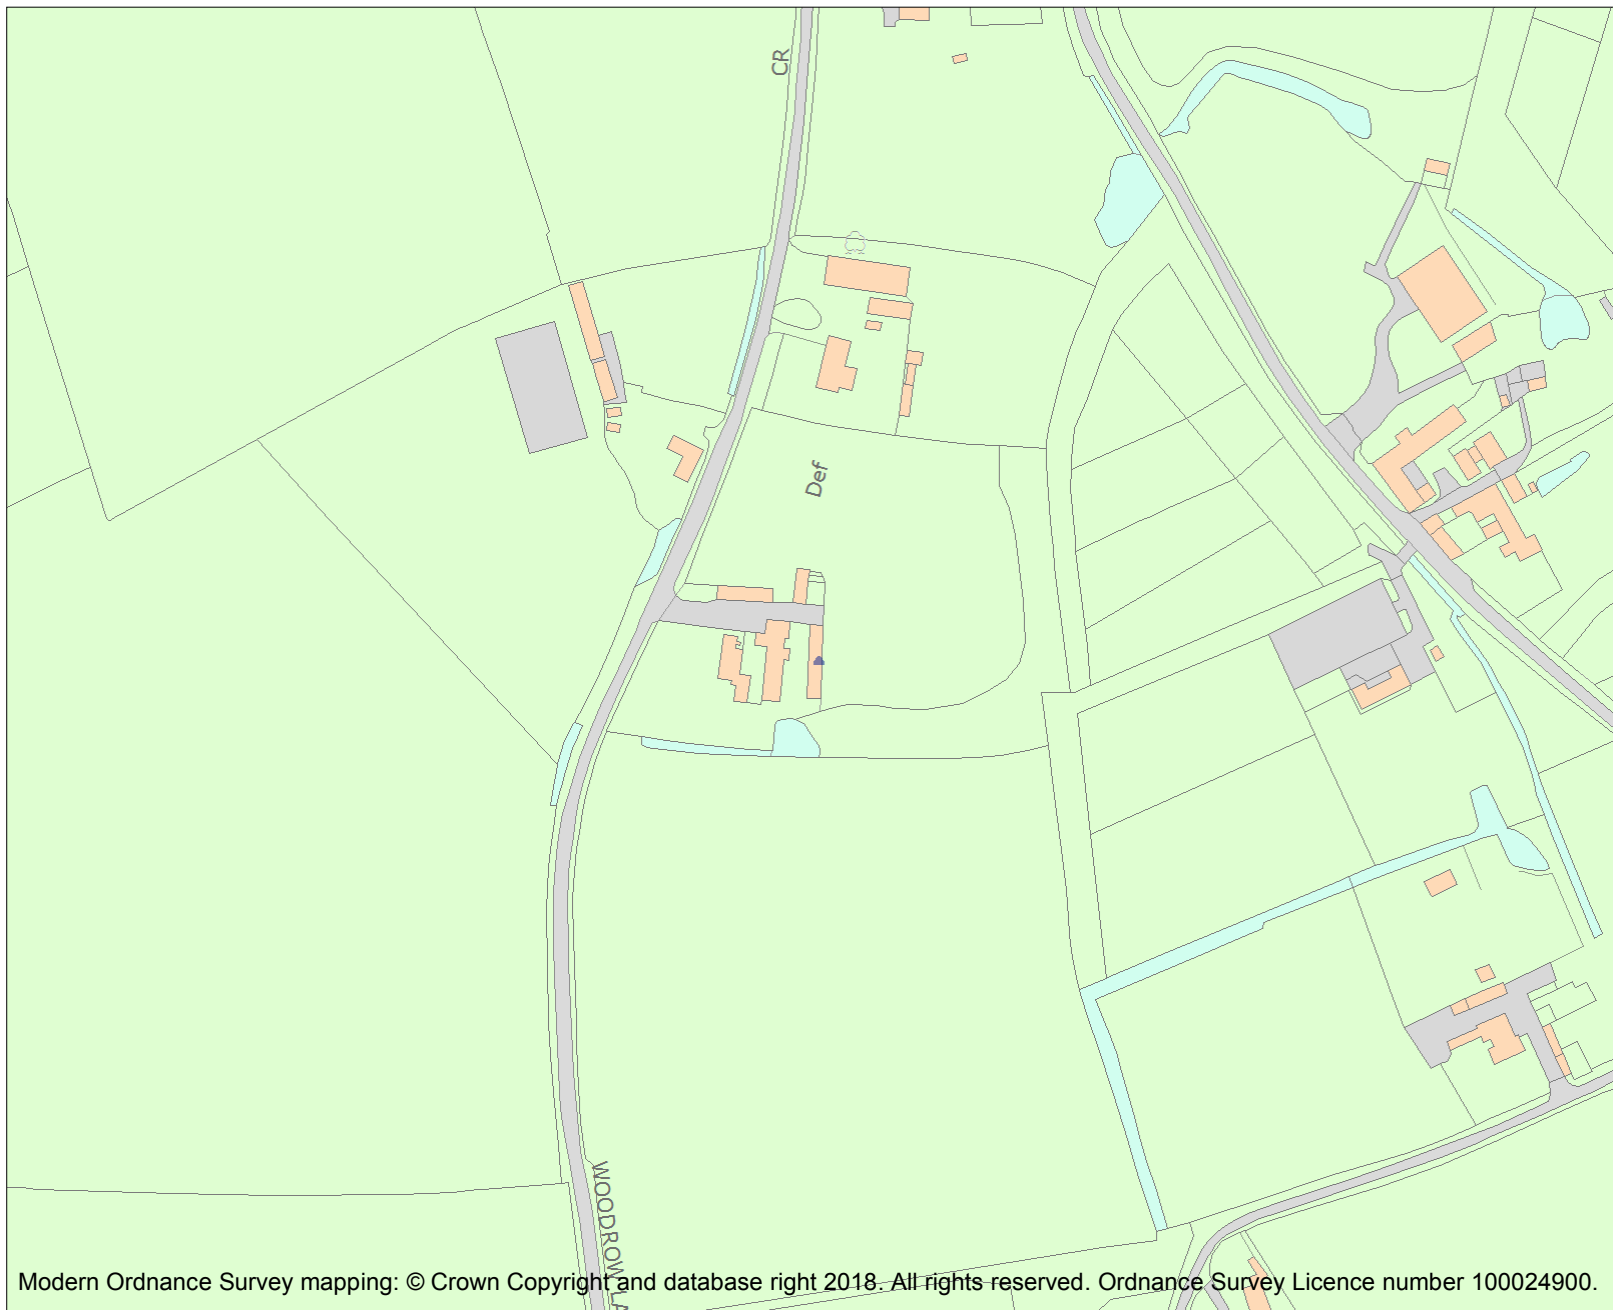 CR
Def
WOODROW LA
Modern Ordnance Survey mapping: © Crown Copyright and database right 2018. All rights reserved. Ordnance Survey Licence number 100024900.